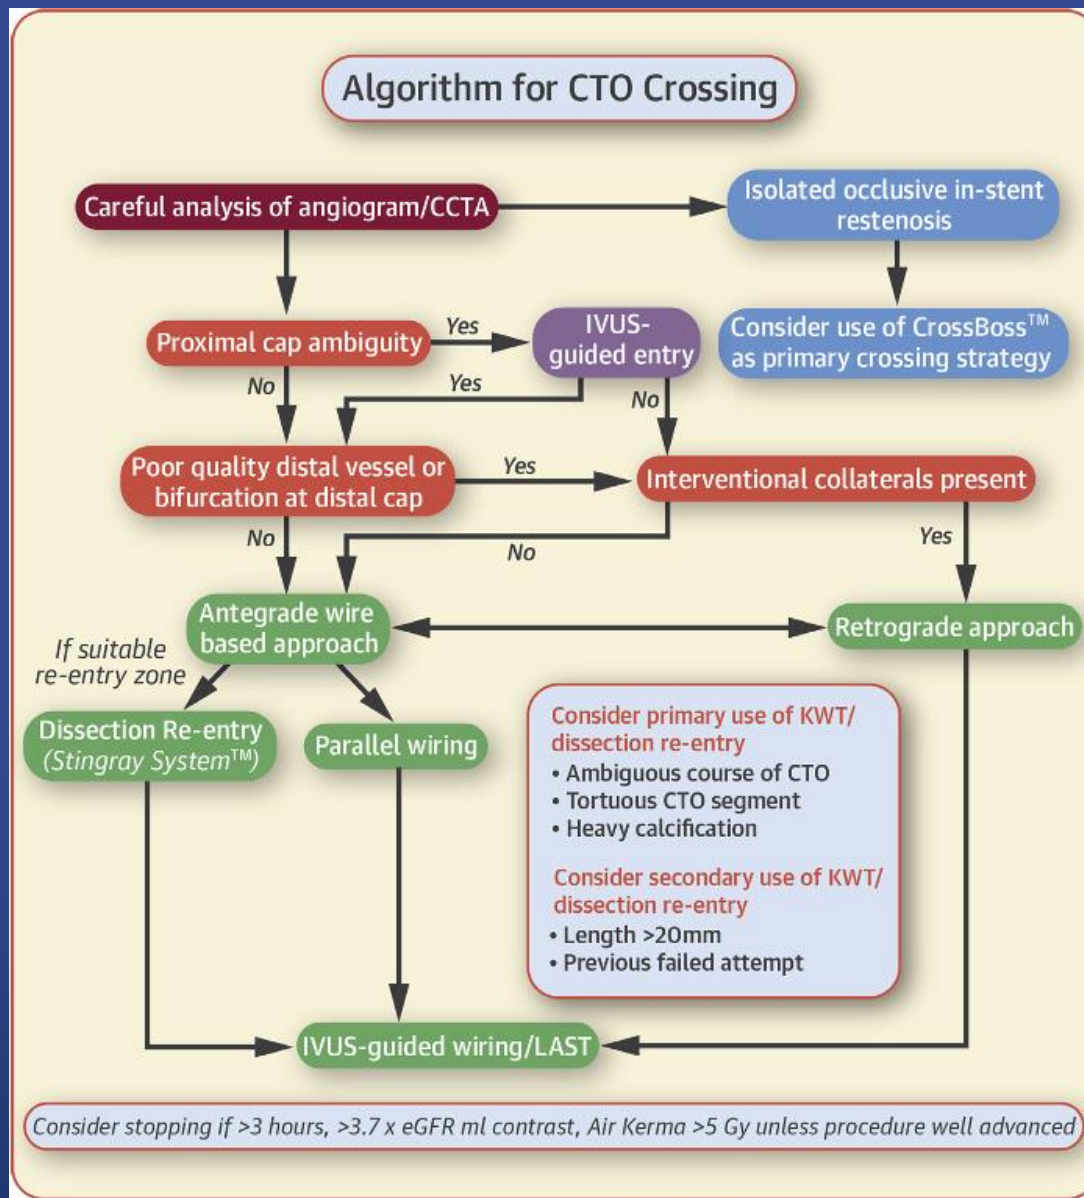 Algorithm for CTO Crossing
Careful analysis of angiogram/CCTA
Isolated occlusive in-stent
restenosis
Proximal cap ambiguity
Yes
IVUS-
guided entry
Consider use of CrossBoss™
as primary crossing strategy
No
Yes
No
Poor quality distal vessel or
bifurcation at distal cap
Yes
Interventional collaterals present
No
No
Yes
Antegrade wire
based approach
Retrograde approach
If suitable
re-entry zone
Dissection Re-entry
(Stingray System™)
Parallel wiring
Consider primary use of KWT/
dissection re-entry
• Ambiguous course of CTO
• Tortuous CTO segment
• Heavy calcification
Consider secondary use of KWT/
dissection re-entry
• Length >20mm
• Previous failed attempt
IVUS-guided wiring/LAST
Consider stopping if >3 hours, >3.7 x eGFR ml contrast, Air Kerma >5 Gy unless procedure well advanced